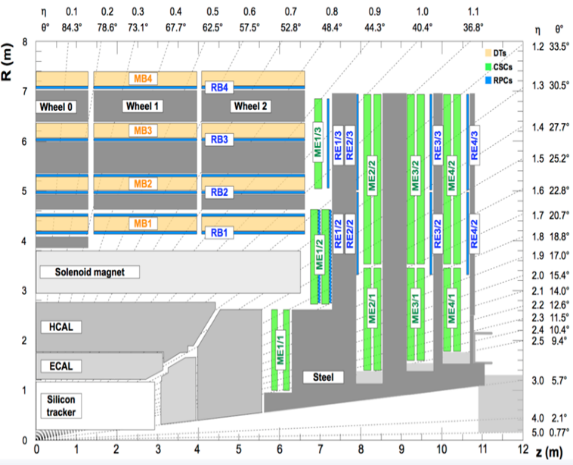 η 0.1 0.2 0.3 0.4 0.5 0.6 0.7 0.8 0.9 1.0 1.1
θ° 84.3° 78.6° 73.1° 67.7° 62.5° 57.5° 52.8° 48.4° 44.3° 40.4° 36.8° η θ°
R (m)
8
7
6
5
4
3
2
1
0
1.2 33.5°
1.3 30.5°
1.4 27.7°
1.5 25.2°
1.6 22.8°
1.7 20.7°
1.8 18.8°
1.9 17.0°
2.0 15.4°
2.1 14.0°
2.2 12.6°
2.3 11.5°
2.4 10.4°
2.5 9.4°
3.0 5.7°
4.0 2.1°
5.0 0.77°
DTs
CSCs
RPCs
MB4
RB4
Wheel 0 Wheel 1 Wheel 2
MB3
RB3
MB2
RB2
MB1
RB1
Solenoid magnet
HCAL
ECAL
Silicon
tracker
Steel
ME1/3
RE1/3
RE2/3
ME2/2
ME3/2
RE3/3
ME4/2
RE4/3
ME1/2
RE1/2
RE2/2
RE3/2
RE4/2
ME1/1
ME2/1
ME3/1
ME4/1
0 1 2 3 4 5 6 7 8 9 10 11 12
z (m)